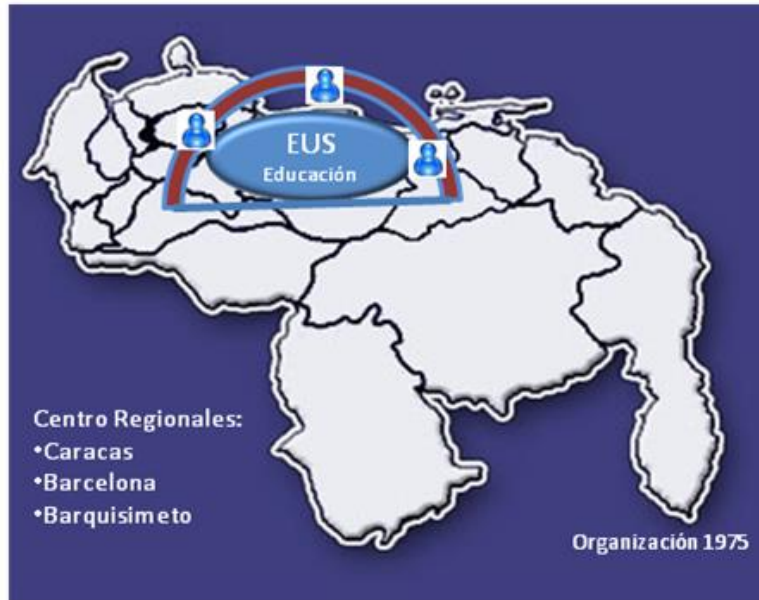 EUS
Educación
Centro Regionales:
•Caracas
•Barcelona
•Barquisimeto
Organización 1975